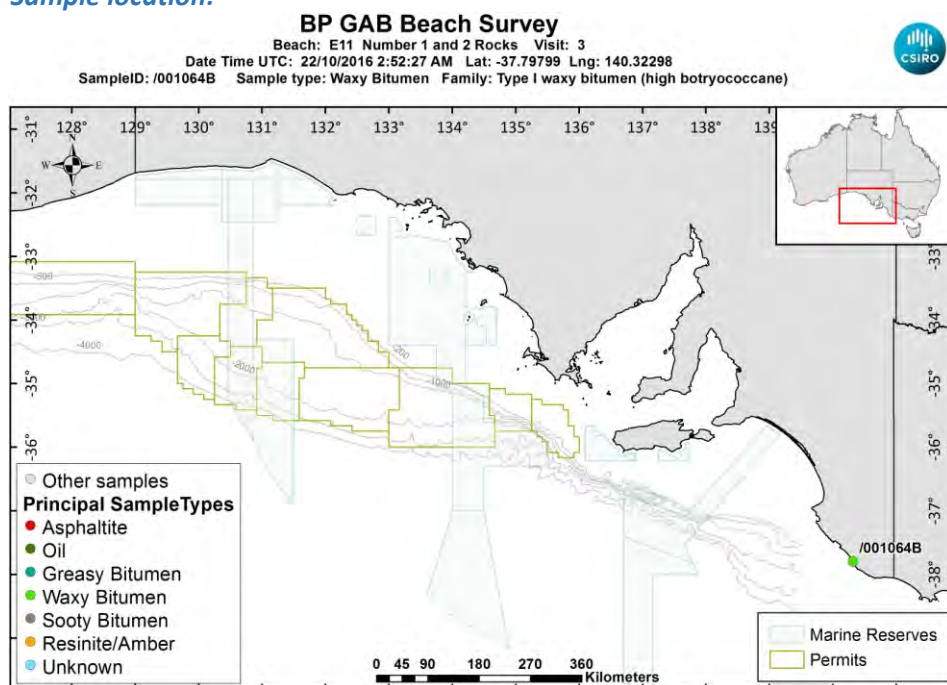 Sample location:
BP GAB Beach Survey
Beach: E11 Number 1 and 2 Rocks Visit: 3
Date Time UTC: 22/10/2016 2:52:27 AM Lat: -37.79799 Lng: 140.32298
SampleID: /001064B Sample type: Waxy Bitumen Family: Type I waxy bitumen (high botryococcane)
CSIRO
128° 129° 130° 131° 132° 133° 134° 135° 136° 137° 138° 139
-31°
-32°
-33°
-34°
-35°
-36°
-37°
-38°
N
W E
S
-4000
-2000
-200
-1000
-33°
-34°
-35°
-36°
-37°
-38°
/001064B
Other samples
Principal SampleTypes
Asphaltite
Oil
Greasy Bitumen
Waxy Bitumen
Sooty Bitumen
Resinite/Amber
Unknown
0 45 90 180 270 360
Kilometers
Marine Reserves
Permits